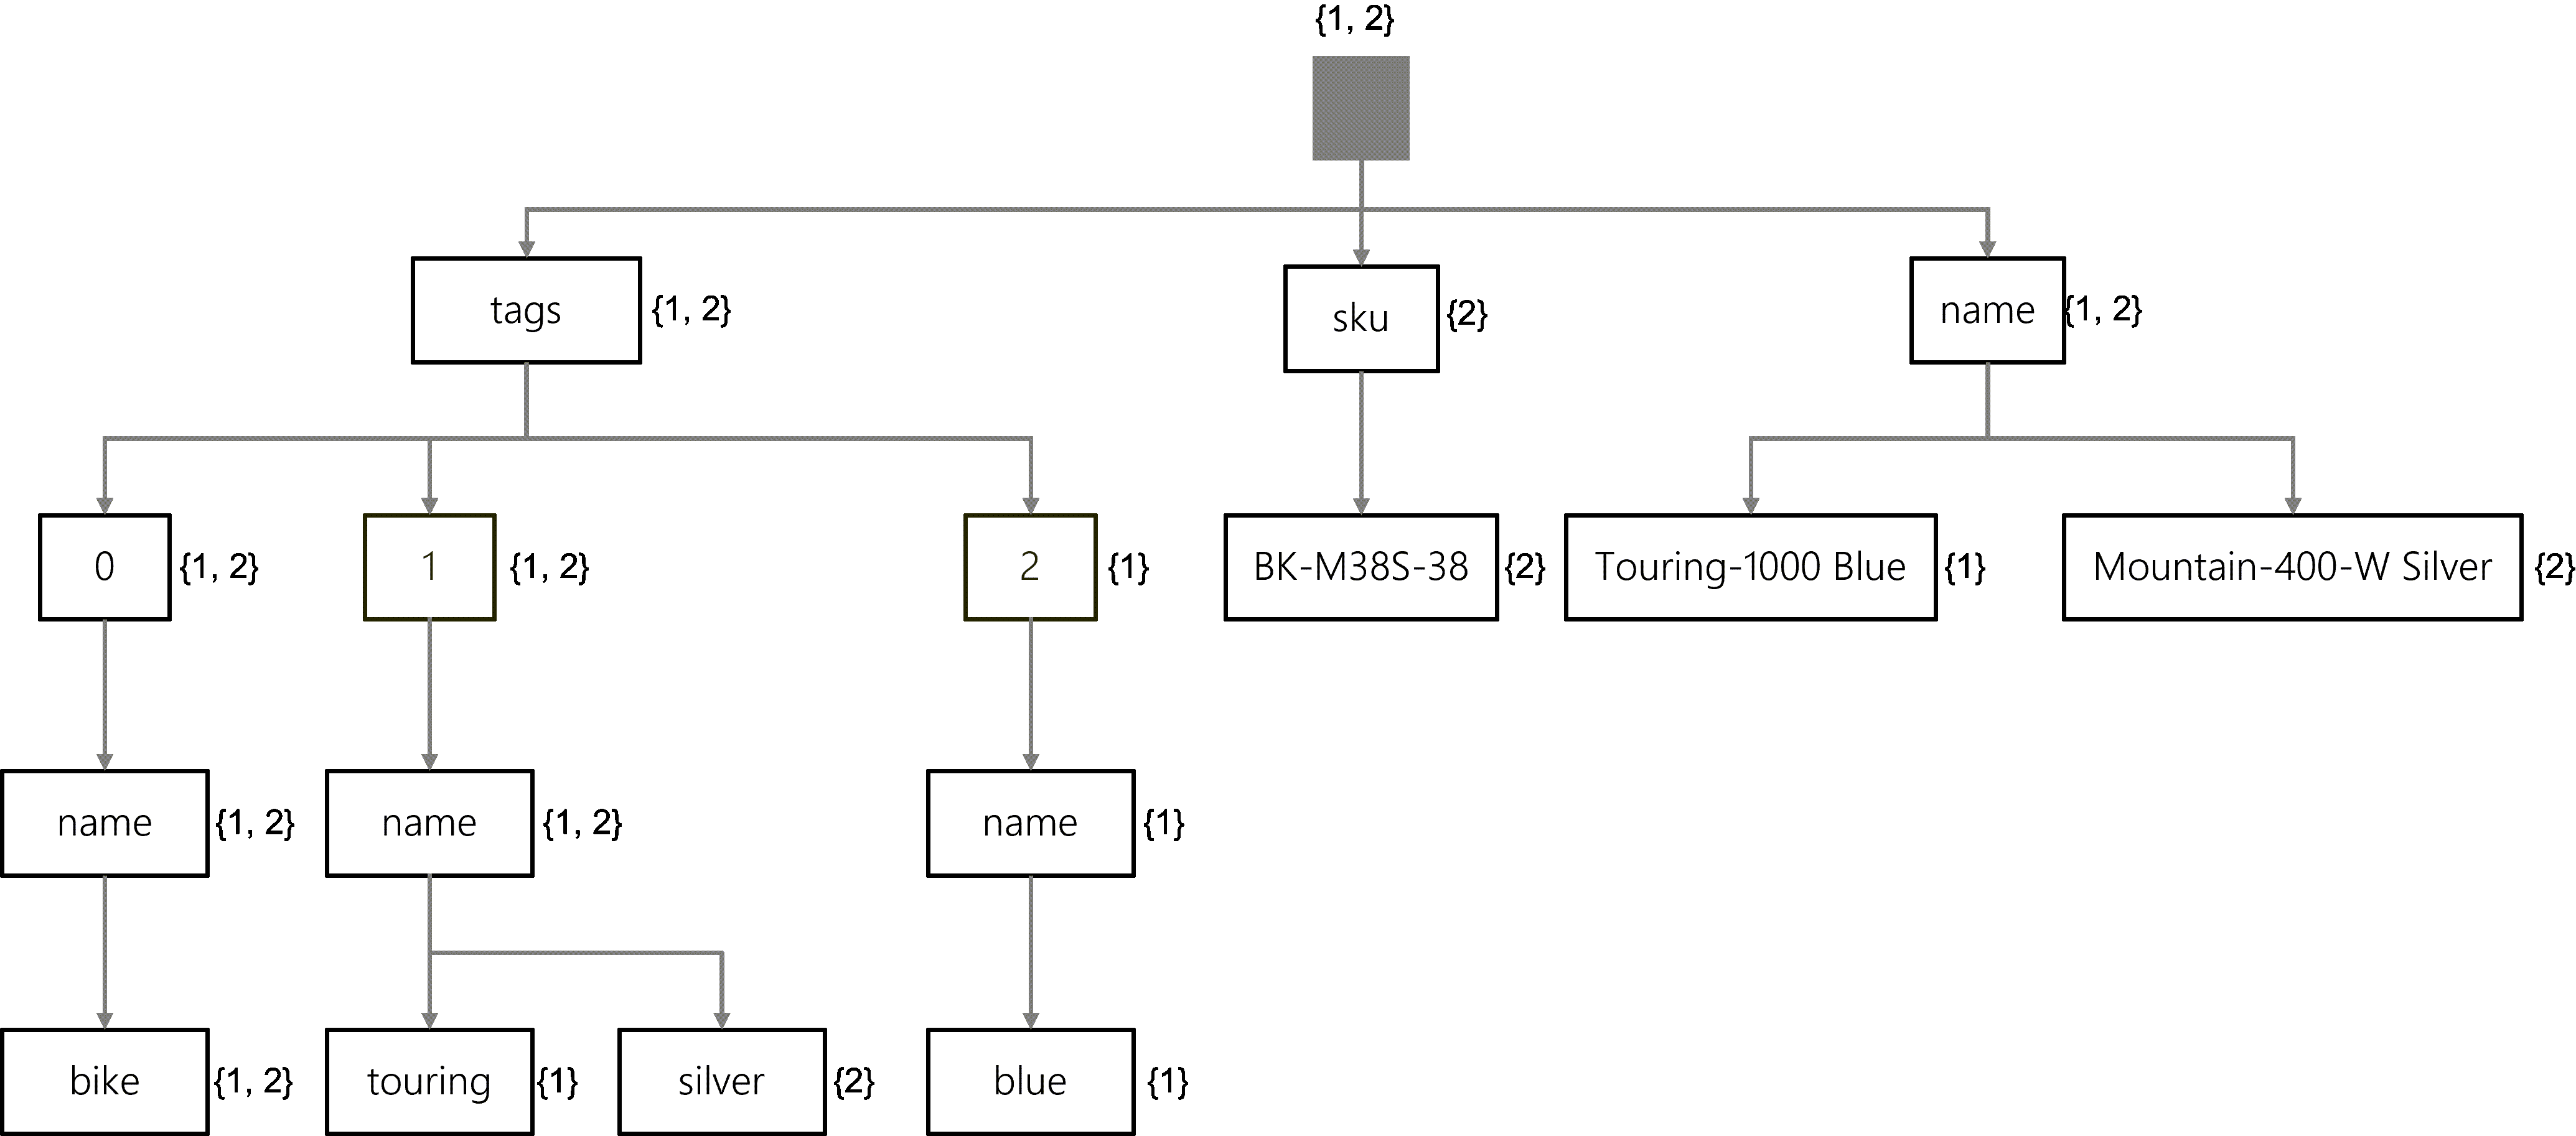 {1, 2}
tags {1, 2} sku {2} name {1, 2}
0 {1, 2} 1 {1, 2} 2 {1} BK-M38S-38 {2} Touring-1000 Blue {1} Mountain-400-W Silver {2}
name {1, 2} name {1, 2} name {1}
bike {1, 2} touring {1} silver {2} blue {1}